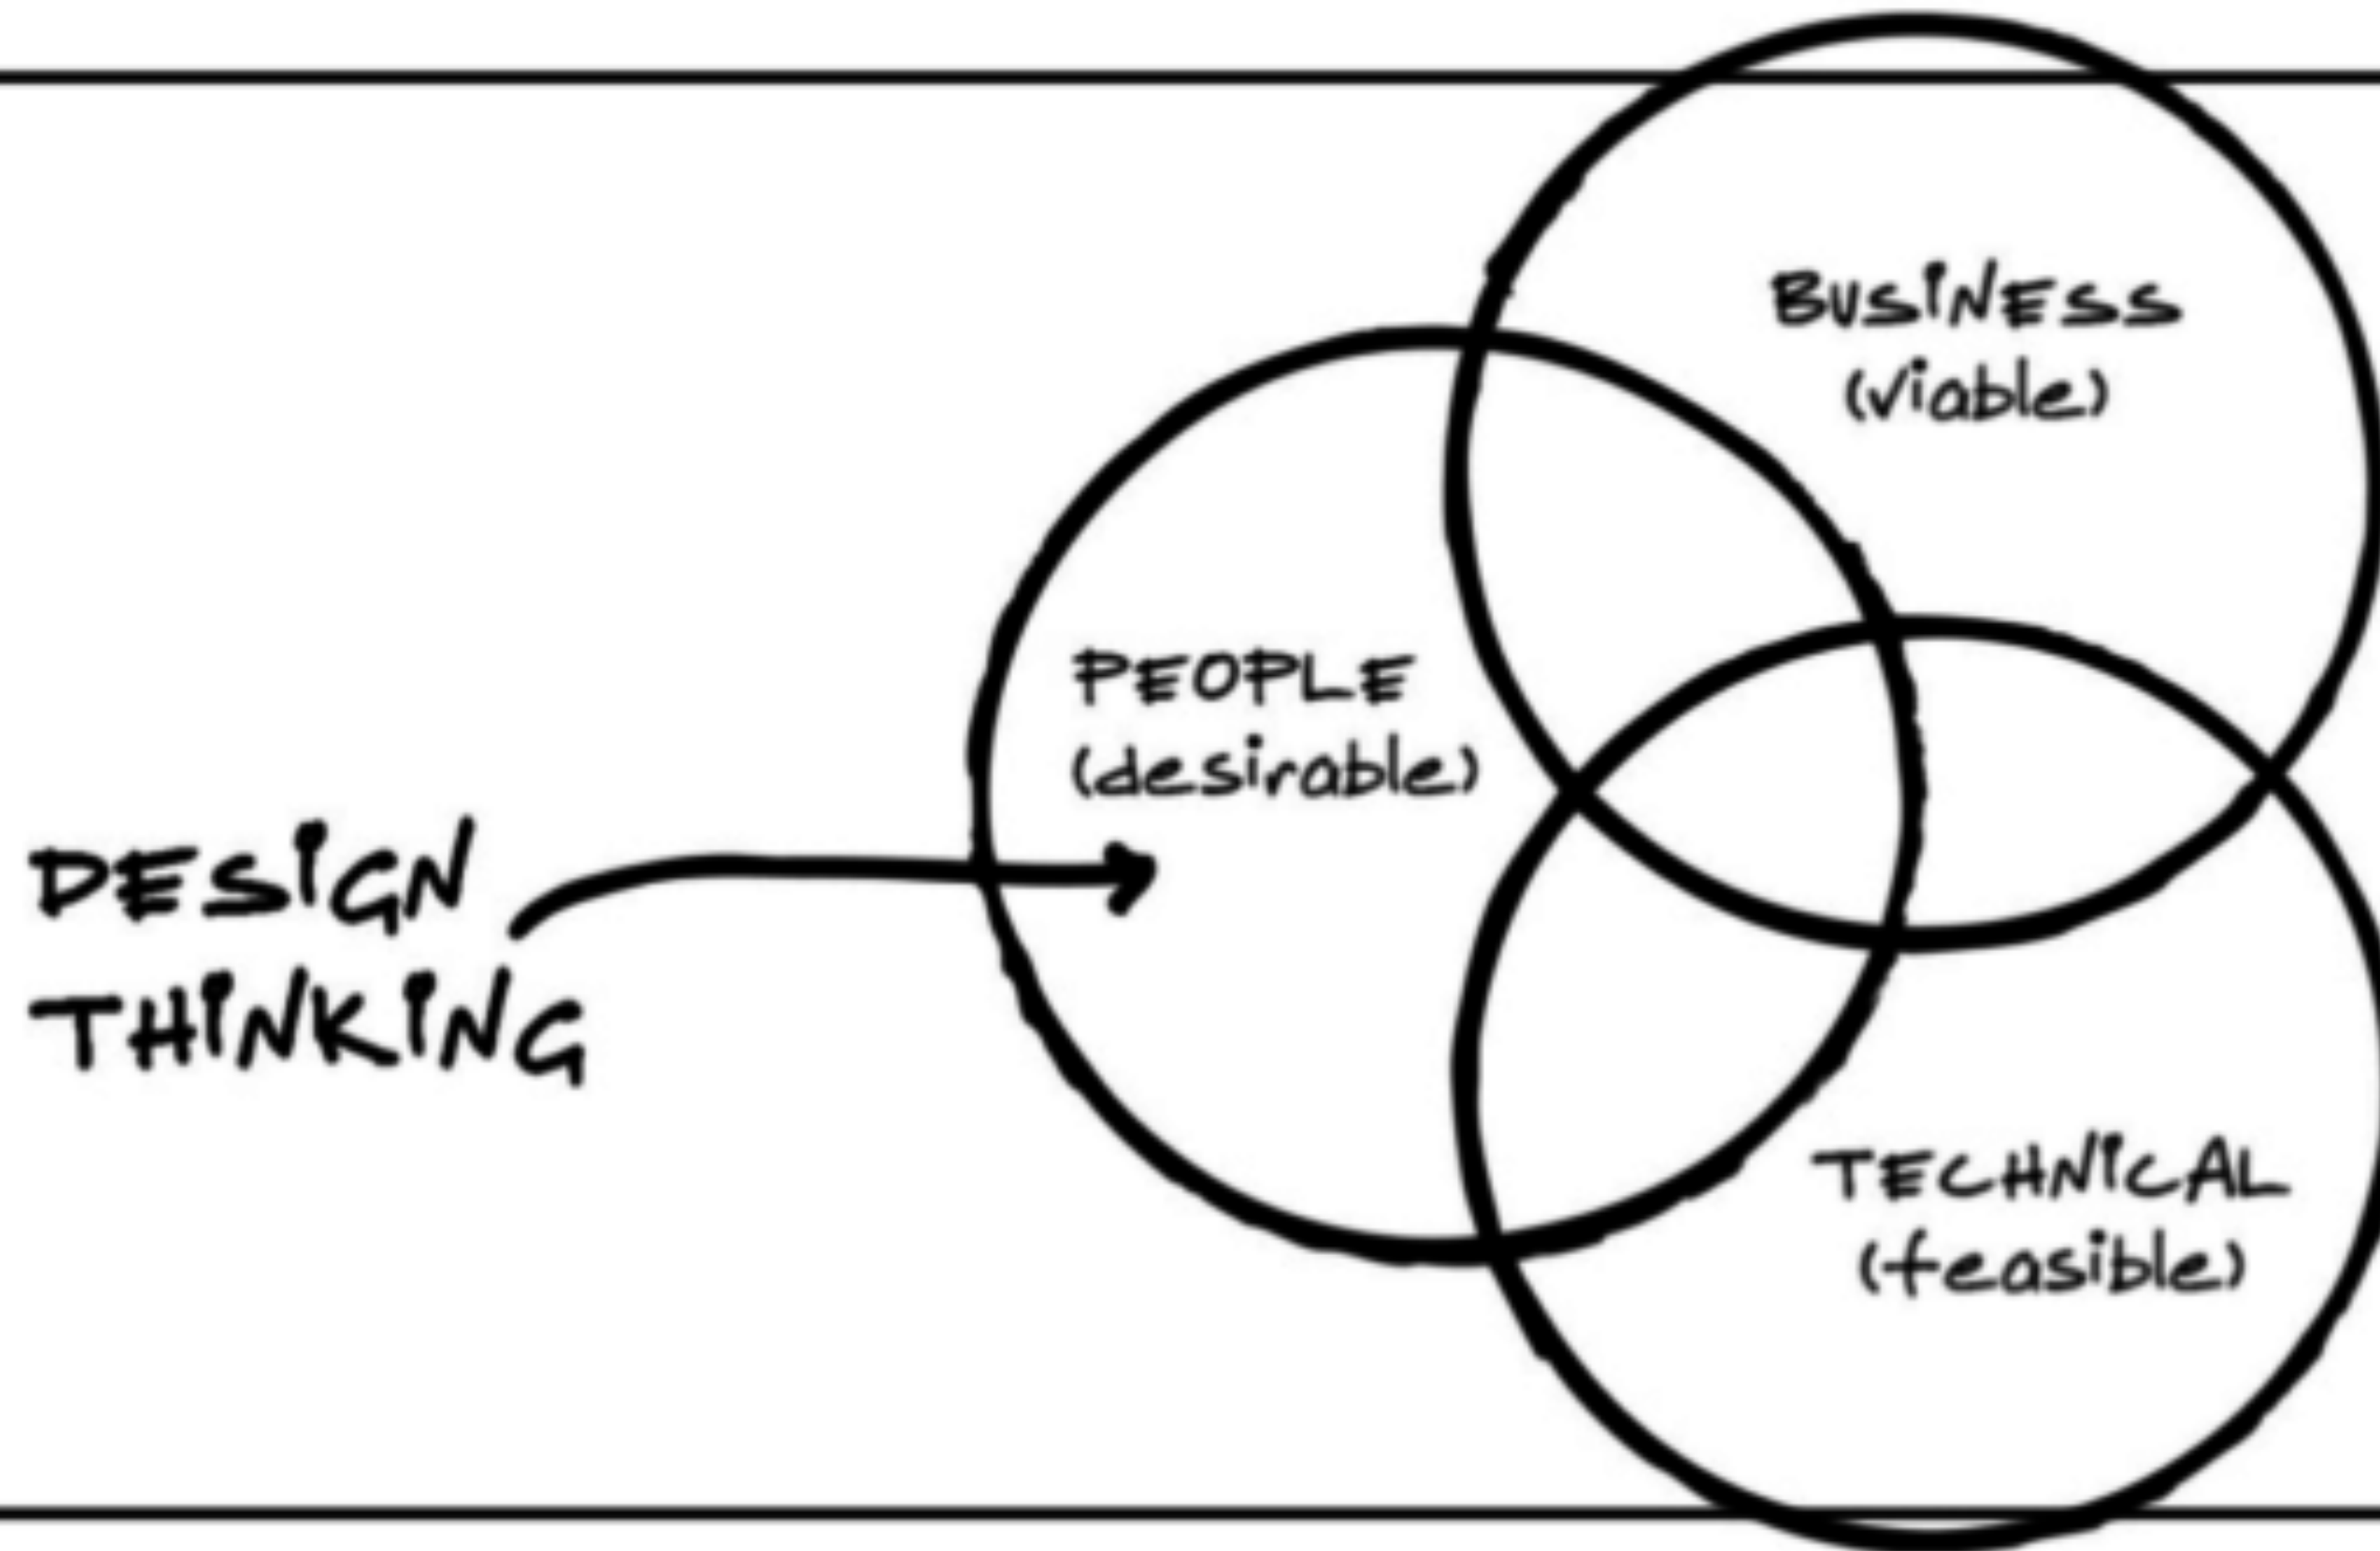 BUSiNESS
(viable)
PEOPLE
(desirable)
DESiGN
THiNKiNG
TECHNiCAL
(feasible)